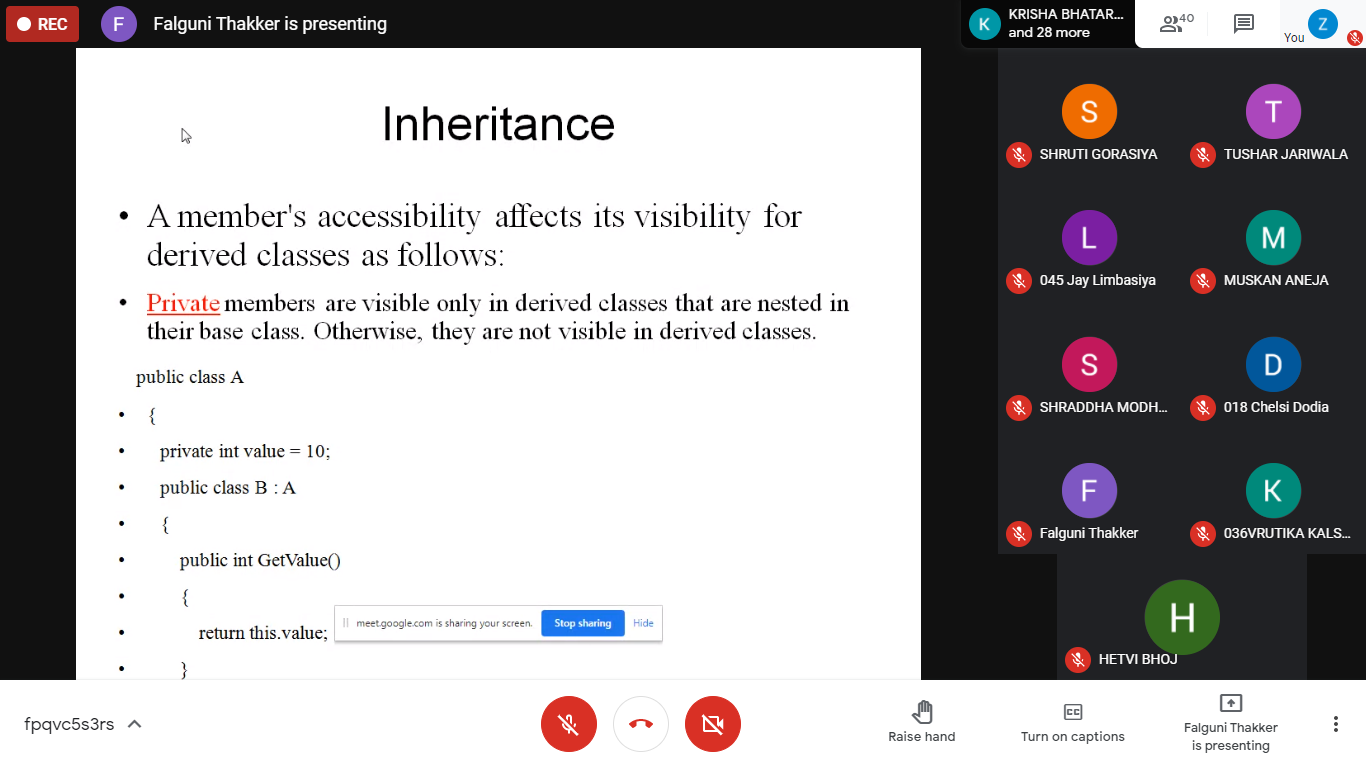 REC
F
Falguni Thakker is presenting
K
KRISHA BHATAR...
and 28 more
40
You
Z
Inheritance
• A member's accessibility affects its visibility for
derived classes as follows:
• Private members are visible only in derived classes that are nested in
their base class. Otherwise, they are not visible in derived classes.
public class A
• {
• private int value = 10;
• public class B : A
• {
• public int GetValue()
• {
• return this.value;
• }
meet.google.com is sharing your screen.
Stop sharing
Hide
S
SHRUTI GORASIYA
T
TUSHAR JARIWALA
L
045 Jay Limbasiya
M
MUSKAN ANEJA
S
SHRADDHA MODH...
D
018 Chelsi Dodia
F
Falguni Thakker
K
036VRUTIKA KALS...
H
HETVI BHOJ
fpqvc5s3rs
Raise hand
CC
Turn on captions
Falguni Thakker
is presenting